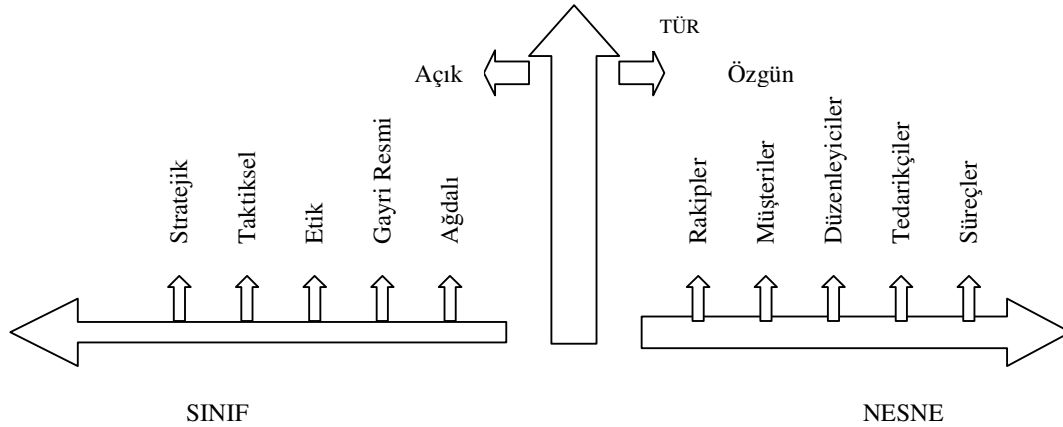 TÜR
Açık
Özgün
Stratejik
Taktiksel
Etik
Gayri Resmi
Ağdalı
Rakipler
Müşteriler
Düzenleyiciler
Tedarikçiler
Süreçler
SINIF
NESNE